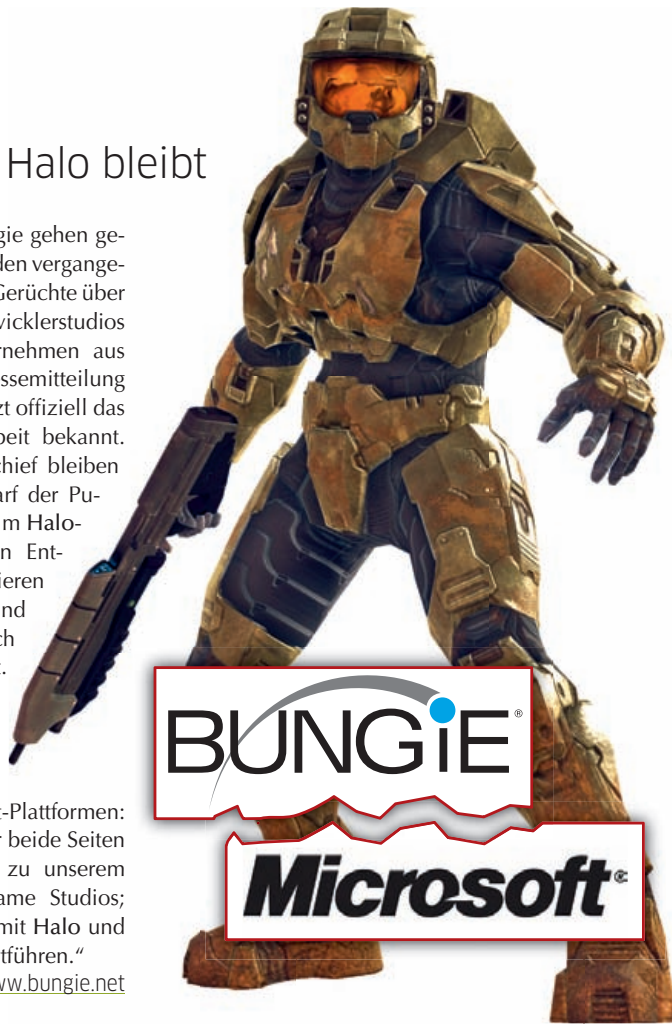 Halo bleibt
gie gehen ge-
den vergange-
Gerüchte über
wicklerstudios
rnehmen aus
ssemitteilung
zt offiziell das
beit bekannt.
chief bleiben
arf der Pu-
m Halo-
n Ent-
ieren
nd
ch
.
BUNGiE®
t-Plattformen:
r beide Seiten
zu unserem
ame Studios;
mit Halo und
tführen.“
ww.bungie.net
Microsoft®